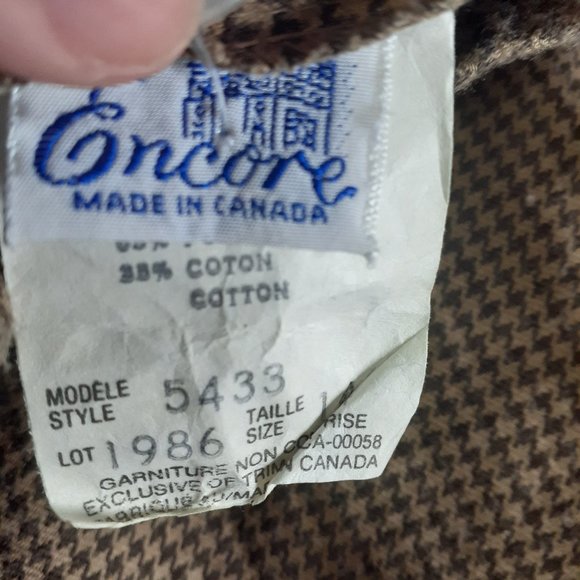 Encore
MADE IN CANADA
35% COTON
COTTON
MODÈLE
STYLE 5433
TAILLE
SIZE 14
LOT 1986
GARNITURE NON
CA-00058
EXCLUSIVE OF TRIM
CANADA